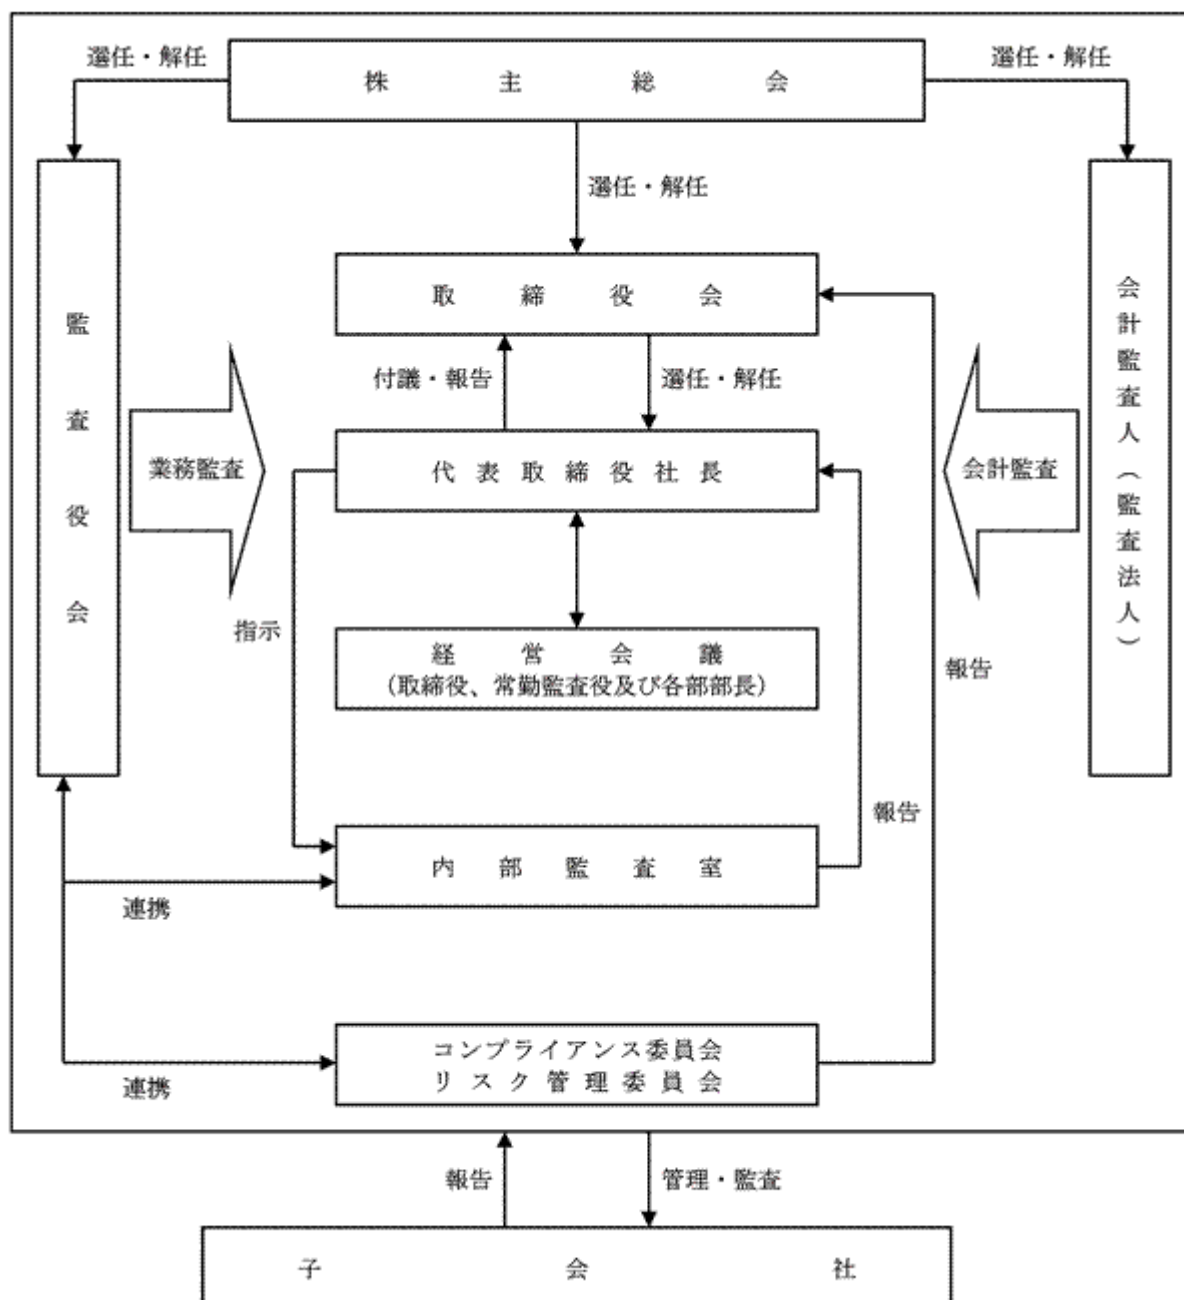 選任・解任
株主総会
選任・解任
選任・解任
取締役会
監査役会
会計監査人(監査法人)
付議・報告
選任・解任
業務監査
代表取締役社長
会計監査
指示
経営会議
(取締役、常勤監査役及び各部部長)
報告
報告
内部監査室
連携
コンプライアンス委員会
リスク管理委員会
連携
報告
管理・監査
子会社